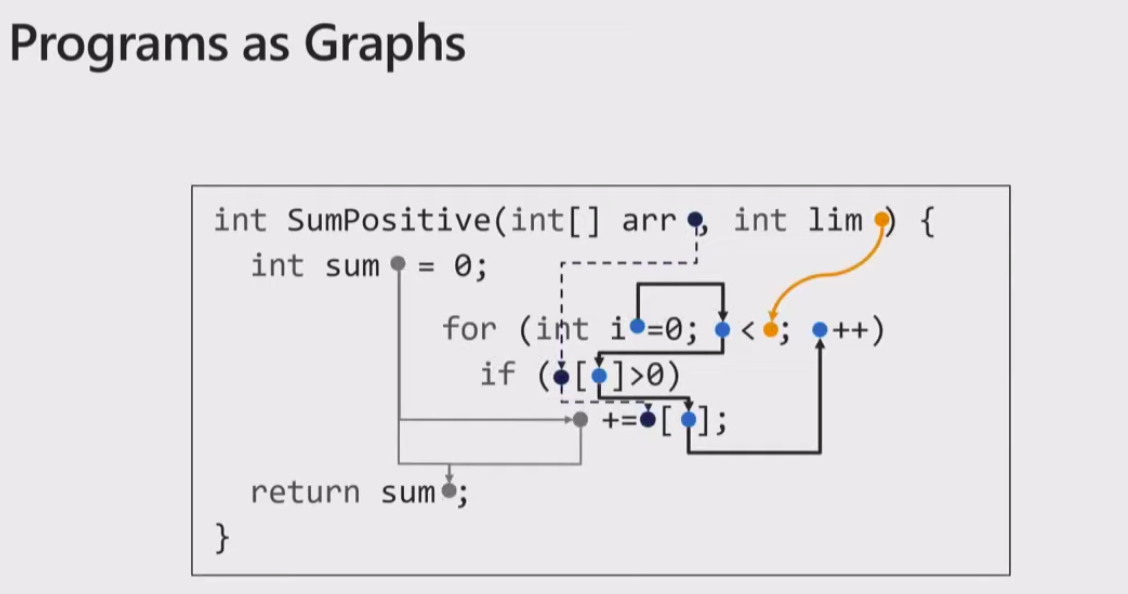 Programs as Graphs
int SumPositive(int[] arr , int lim ) {
int sum = 0;
for (int i =0; < ; ++)
if ( [ ]>0)
+= [ ];
return sum ;
}